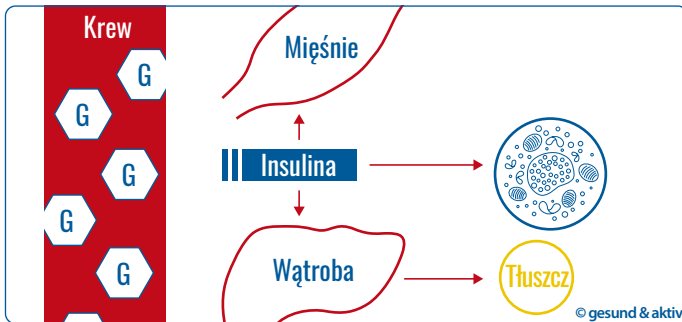 Krew
Mięśnie
G
G
Insulina
G
G
Wątroba
G
Tłuszcz
© gesund & aktiv